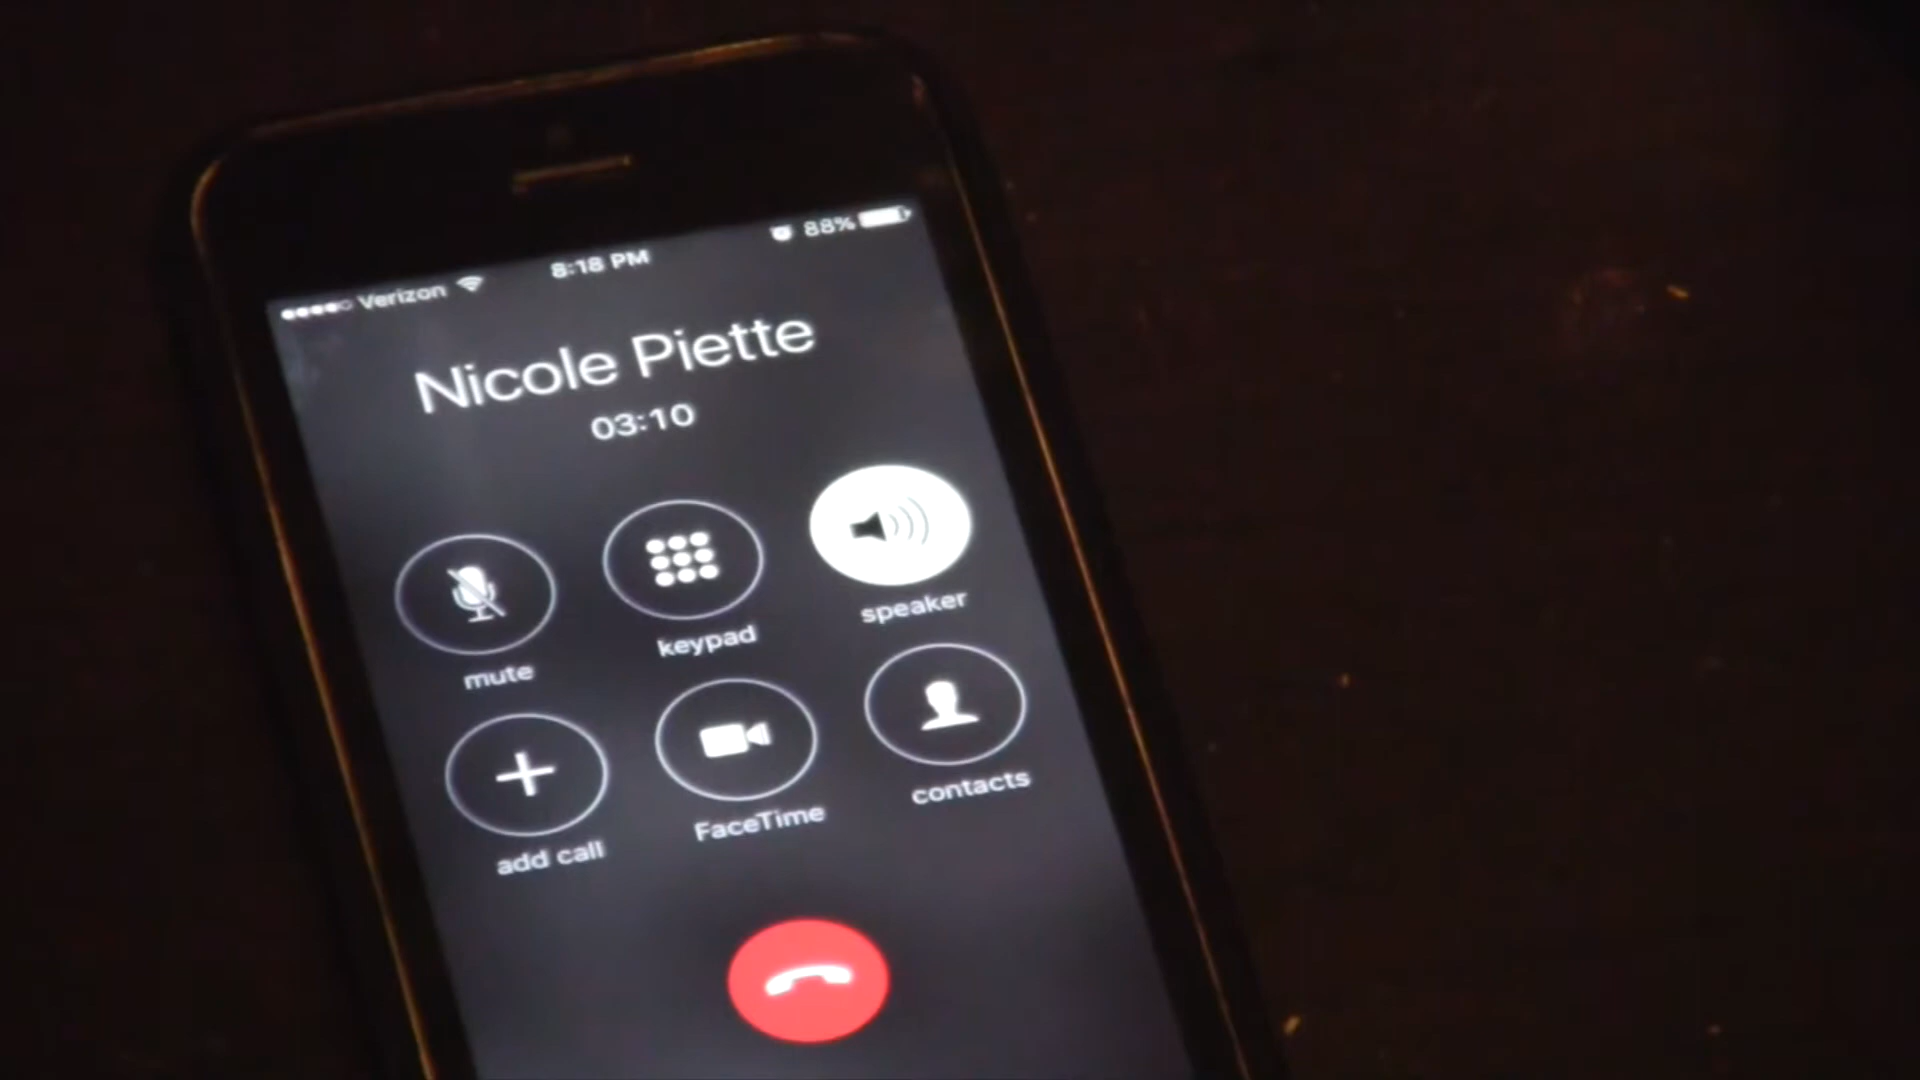 Verizon 8:18 PM 88%
Nicole Piette
03:10
mute keypad speaker
add call FaceTime contacts